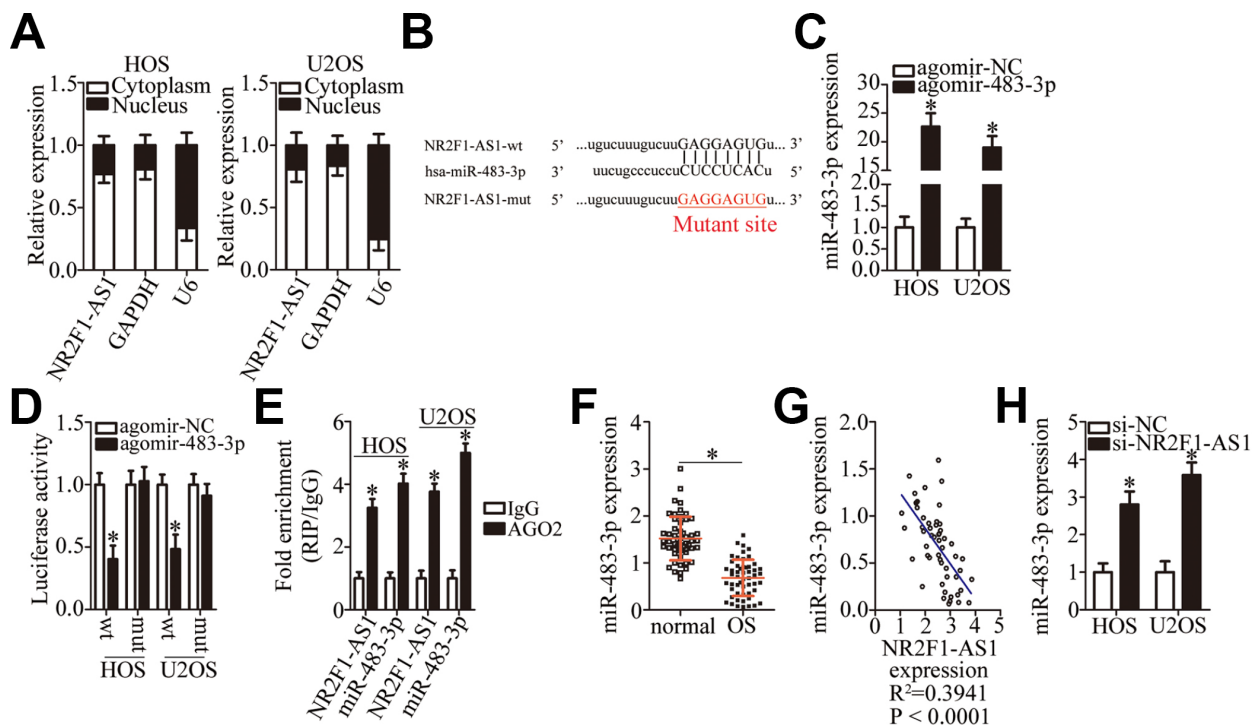 A
HOS
Cytoplasm
Nucleus
Relative expression
1.5
1.0
0.5
0.0
NR2F1-AS1
GAPDH
U6
U2OS
Cytoplasm
Nucleus
Relative expression
1.5
1.0
0.5
0.0
NR2F1-AS1
GAPDH
U6
B
NR2F1-AS1-wt 5’ ...ugucuuugucuuGAGGAGUGu... 3’
hsa-miR-483-3p 3’ uucugcccuccuCUCCUCACu 5’
NR2F1-AS1-mut 5’ ...ugucuuugucuuGAGGAGUGu... 3’
Mutant site
C
agomir-NC
agomir-483-3p
miR-483-3p expression
30
25
20
15
2.0
1.5
1.0
0.5
0.0
*
*
HOS U2OS
D
agomir-NC
agomir-483-3p
Luciferase activity
1.5
1.0
0.5
0.0
*
*
wt mut wt mut
HOS U2OS
E
Fold enrichment
(RIP/IgG)
6
4
2
0
HOS
U2OS
* * * *
IgG
AGO2
NR2F1-AS1
miR-483-3p
NR2F1-AS1
miR-483-3p
F
miR-483-3p expression
4
3
2
1
0
*
normal OS
G
miR-483-3p expression
2.0
1.5
1.0
0.5
0.0
0 1 2 3 4 5
NR2F1-AS1
expression
R²=0.3941
P < 0.0001
H
si-NC
si-NR2F1-AS1
miR-483-3p expression
5
4
3
2
1
0
*
*
HOS U2OS